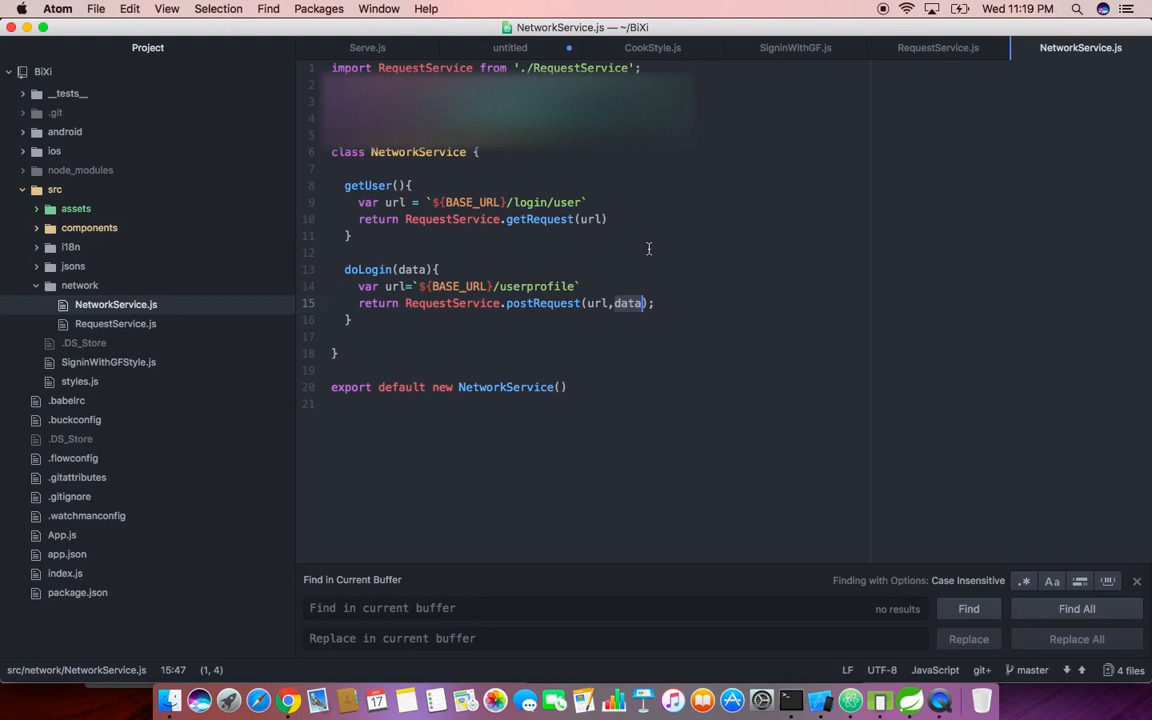 Atom File Edit View Selection Find Packages Window Help Wed 11:19 PM
NetworkService.js — ~/BiXi
Project Serve.js untitled CookStyle.js SigninWithGF.js RequestService.js NetworkService.js
BiXi
__tests__
.git
android
ios
node_modules
src
assets
components
i18n
jsons
network
NetworkService.js
RequestService.js
.DS_Store
SigninWithGFStyle.js
styles.js
.babelrc
.buckconfig
.DS_Store
.flowconfig
.gitattributes
.gitignore
.watchmanconfig
App.js
app.json
index.js
package.json
1 import RequestService from './RequestService';
2
3
4
5
6 class NetworkService {
7
8 getUser(){
9 var url = `${BASE_URL}/login/user`
10 return RequestService.getRequest(url)
11 }
12
13 doLogin(data){
14 var url=`${BASE_URL}/userprofile`
15 return RequestService.postRequest(url,data);
16 }
17
18 }
19
20 export default new NetworkService()
21
Find in Current Buffer Finding with Options: Case Insensitive .* Aa
Find in current buffer no results Find Find All
Replace in current buffer Replace Replace All
src/network/NetworkService.js 15:47 (1, 4) LF UTF-8 JavaScript git+ master 4 files
17